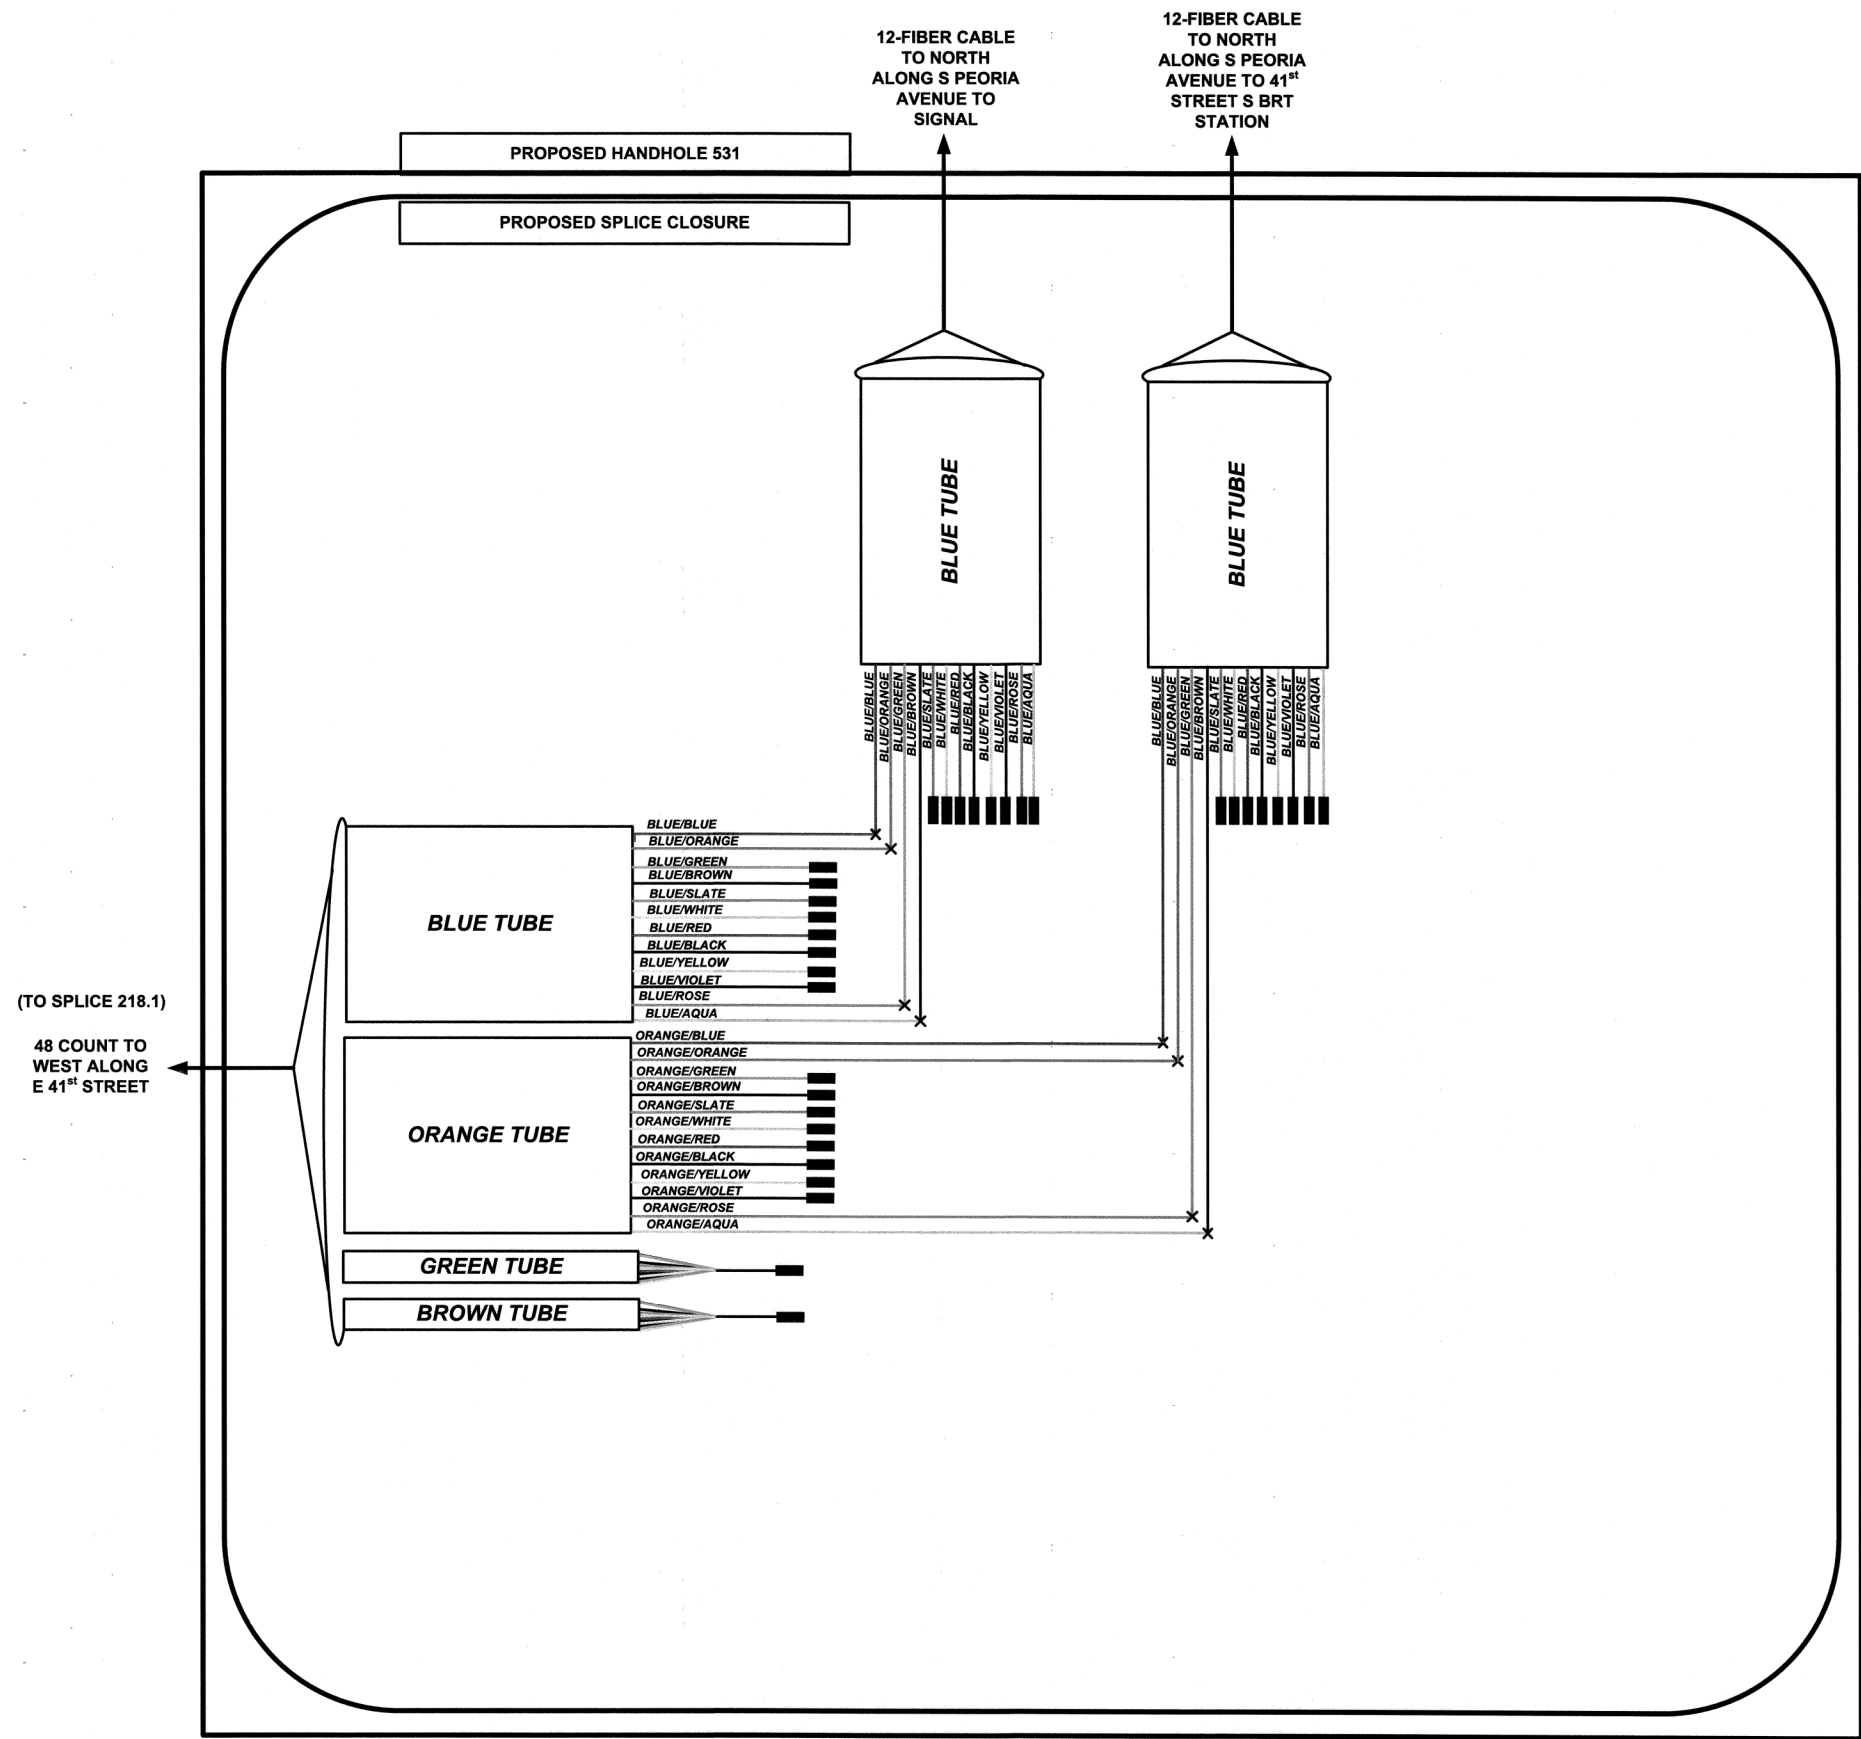 12-FIBER CABLE
TO NORTH
ALONG S PEORIA
AVENUE TO
SIGNAL
12-FIBER CABLE
TO NORTH
ALONG S PEORIA
AVENUE TO 41st
STREET S BRT
STATION
PROPOSED HANDHOLE 531
PROPOSED SPLICE CLOSURE
BLUE TUBE
BLUE TUBE
BLUE/BLUE
BLUE/ORANGE
BLUE/GREEN
BLUE/BROWN
BLUE/SLATE
BLUE/WHITE
BLUE/RED
BLUE/BLACK
BLUE/YELLOW
BLUE/VIOLET
BLUE/ROSE
BLUE/AQUA
BLUE/BLUE
BLUE/ORANGE
BLUE/GREEN
BLUE/BROWN
BLUE/SLATE
BLUE/WHITE
BLUE/RED
BLUE/BLACK
BLUE/YELLOW
BLUE/VIOLET
BLUE/ROSE
BLUE/AQUA
BLUE TUBE
BLUE/BLUE
BLUE/ORANGE
BLUE/GREEN
BLUE/BROWN
BLUE/SLATE
BLUE/WHITE
BLUE/RED
BLUE/BLACK
BLUE/YELLOW
BLUE/VIOLET
BLUE/ROSE
BLUE/AQUA
(TO SPLICE 218.1)
48 COUNT TO
WEST ALONG
E 41st STREET
ORANGE TUBE
ORANGE/BLUE
ORANGE/ORANGE
ORANGE/GREEN
ORANGE/BROWN
ORANGE/SLATE
ORANGE/WHITE
ORANGE/RED
ORANGE/BLACK
ORANGE/YELLOW
ORANGE/VIOLET
ORANGE/ROSE
ORANGE/AQUA
GREEN TUBE
BROWN TUBE